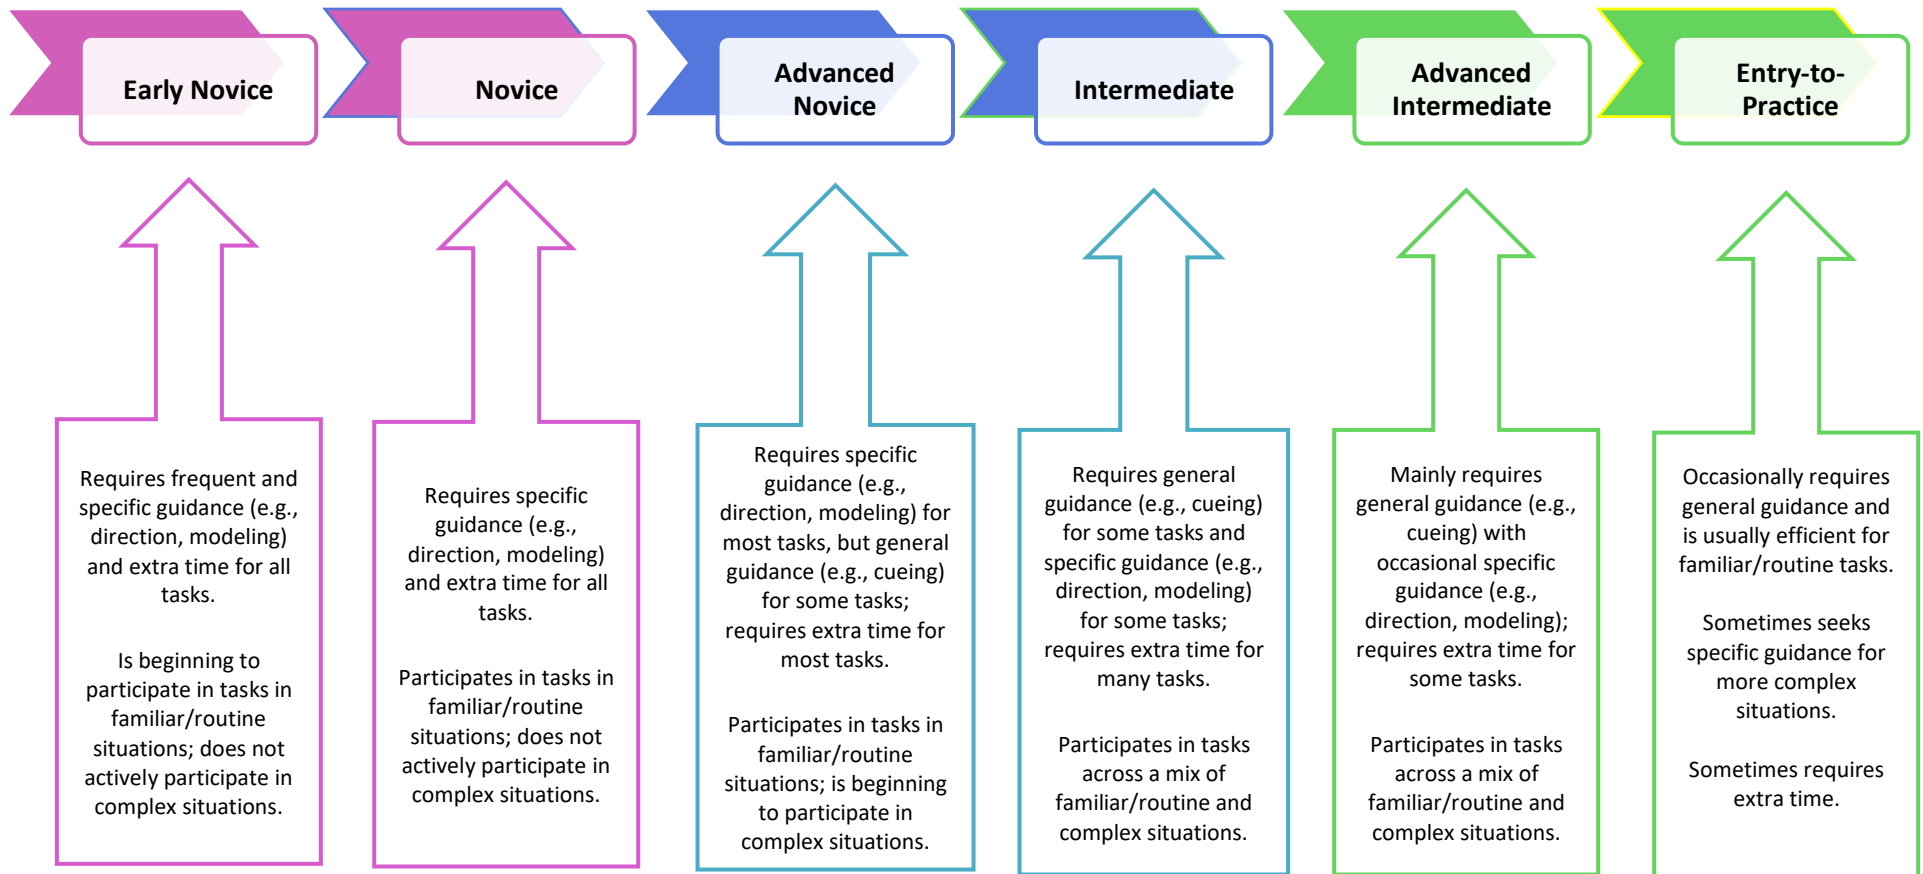 Early Novice
Novice
Advanced
Novice
Intermediate
Advanced
Intermediate
Entry-to-
Practice
Requires frequent and
specific guidance (e.g.,
direction, modeling)
and extra time for all
tasks.
Is beginning to
participate in tasks in
familiar/routine
situations; does not
actively participate in
complex situations.
Requires specific
guidance (e.g.,
direction, modeling)
and extra time for all
tasks.
Participates in tasks in
familiar/routine
situations; does not
actively participate in
complex situations.
Requires specific
guidance (e.g.,
direction, modeling) for
most tasks, but general
guidance (e.g., cueing)
for some tasks;
requires extra time for
most tasks.
Participates in tasks in
familiar/routine
situations; is beginning
to participate in
complex situations.
Requires general
guidance (e.g., cueing)
for some tasks and
specific guidance (e.g.,
direction, modeling)
for some tasks;
requires extra time for
many tasks.
Participates in tasks
across a mix of
familiar/routine and
complex situations.
Mainly requires
general guidance (e.g.,
cueing) with
occasional specific
guidance (e.g.,
direction, modeling);
requires extra time for
some tasks.
Participates in tasks
across a mix of
familiar/routine and
complex situations.
Occasionally requires
general guidance and
is usually efficient for
familiar/routine tasks.
Sometimes seeks
specific guidance for
more complex
situations.
Sometimes requires
extra time.